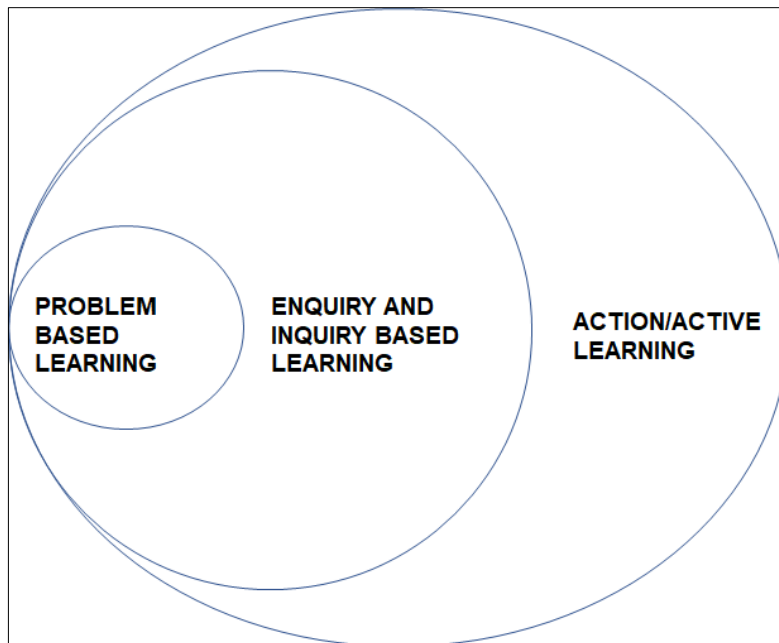 PROBLEM
BASED
LEARNING
ENQUIRY AND
INQUIRY BASED
LEARNING
ACTION/ACTIVE
LEARNING